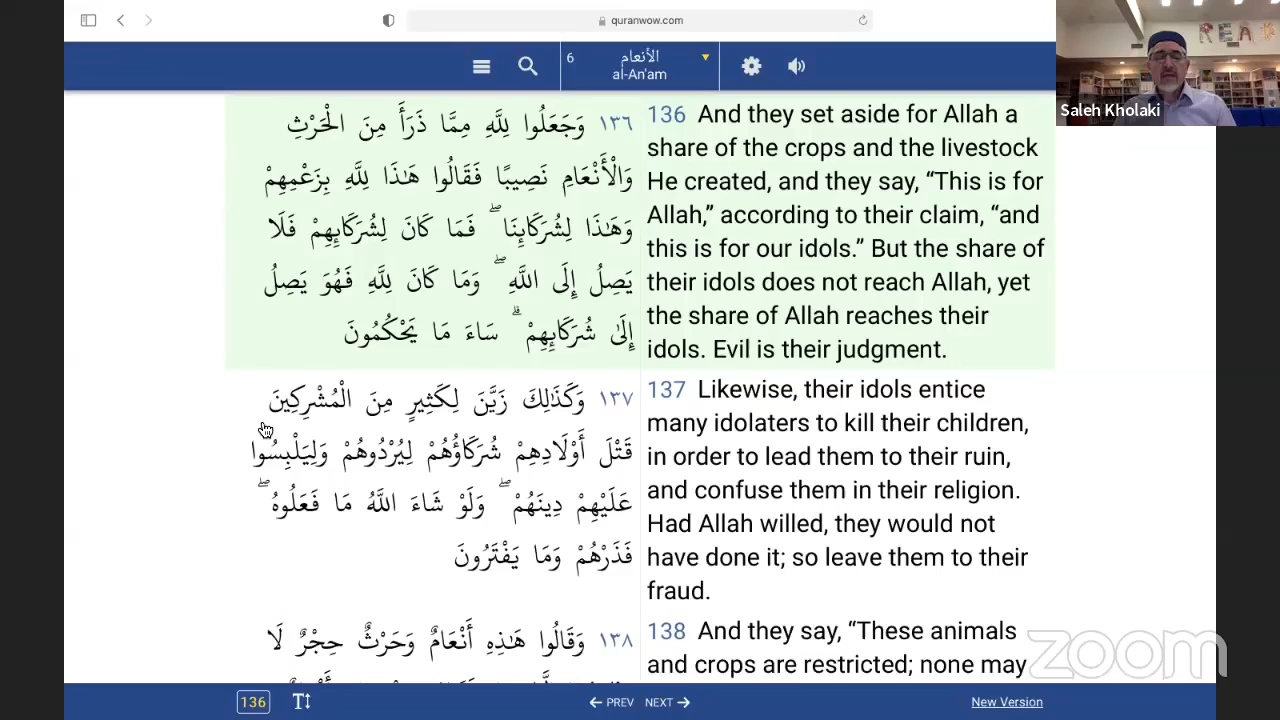 quranwow.com
6
الأنعام
al-An'am
١٣٦ وَجَعَلُوا لِلَّهِ مِمَّا ذَرَأَ مِنَ الْحَرْثِ
وَالْأَنْعَامِ نَصِيبًا فَقَالُوا هَٰذَا لِلَّهِ بِزَعْمِهِمْ
وَهَٰذَا لِشُرَكَائِنَا ۖ فَمَا كَانَ لِشُرَكَائِهِمْ فَلَا
يَصِلُ إِلَى اللَّهِ ۖ وَمَا كَانَ لِلَّهِ فَهُوَ يَصِلُ
إِلَىٰ شُرَكَائِهِمْ ۗ سَاءَ مَا يَحْكُمُونَ
136 And they set aside for Allah a
share of the crops and the livestock
He created, and they say, “This is for
Allah,” according to their claim, “and
this is for our idols.” But the share of
their idols does not reach Allah, yet
the share of Allah reaches their
idols. Evil is their judgment.
١٣٧ وَكَذَٰلِكَ زَيَّنَ لِكَثِيرٍ مِنَ الْمُشْرِكِينَ
قَتْلَ أَوْلَادِهِمْ شُرَكَاؤُهُمْ لِيُرْدُوهُمْ وَلِيَلْبِسُوا
عَلَيْهِمْ دِينَهُمْ ۖ وَلَوْ شَاءَ اللَّهُ مَا فَعَلُوهُ ۖ
فَذَرْهُمْ وَمَا يَفْتَرُونَ
137 Likewise, their idols entice
many idolaters to kill their children,
in order to lead them to their ruin,
and confuse them in their religion.
Had Allah willed, they would not
have done it; so leave them to their
fraud.
١٣٨ وَقَالُوا هَٰذِهِ أَنْعَامٌ وَحَرْثٌ حِجْرٌ لَا
138 And they say, “These animals
and crops are restricted; none may
136
PREV NEXT
New Version
READ
Saleh Kholaki
zoom